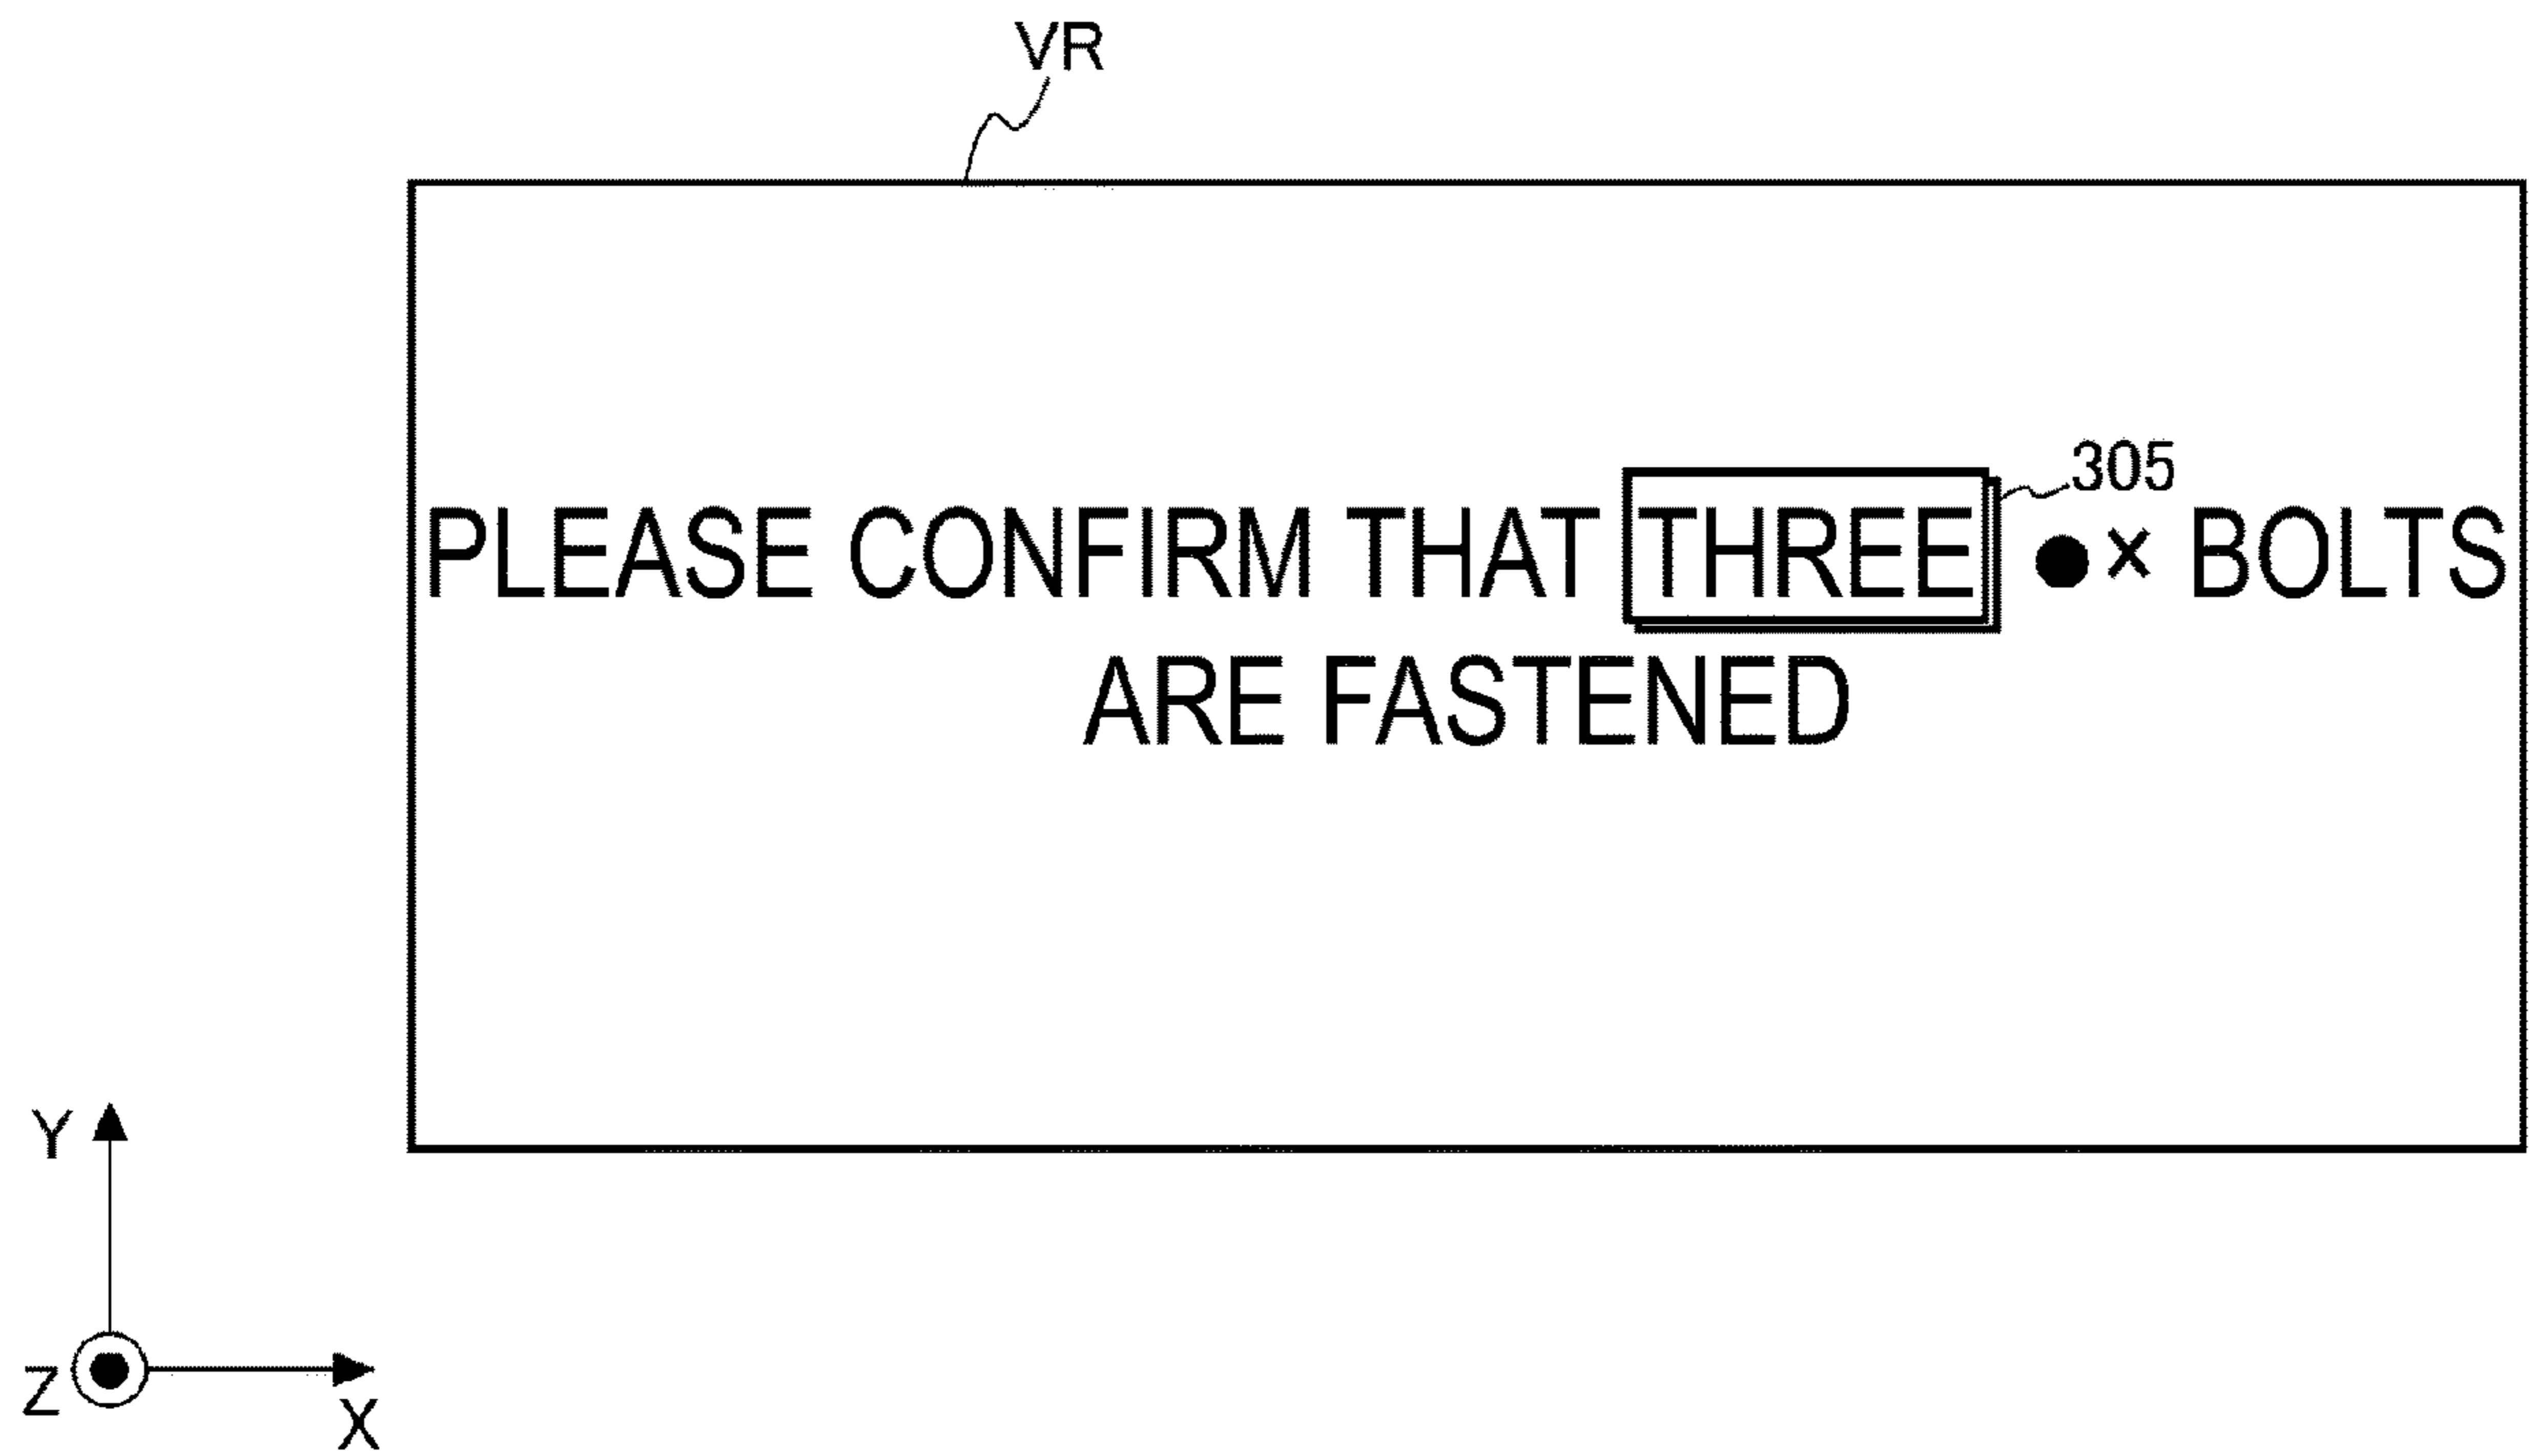 VR
305
PLEASE CONFIRM THAT THREE ●× BOLTS
ARE FASTENED
Y
Z
X